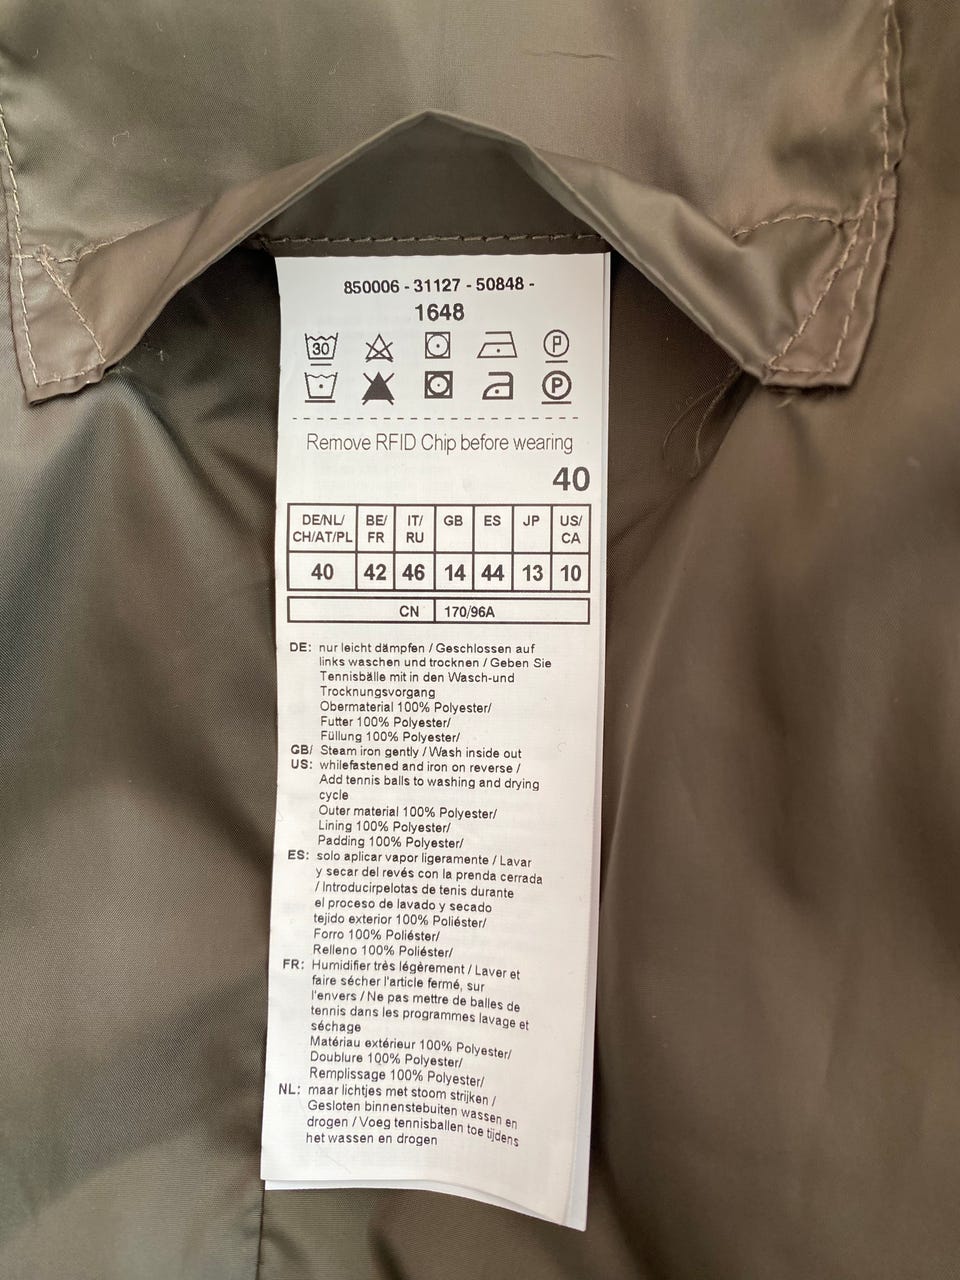 850006 - 31127 - 50848 -
1648
30
P
P
Remove RFID Chip before wearing
40
DE/NL/ CH/AT/PL BE/ FR IT/ RU GB ES JP US/ CA
40 42 46 14 44 13 10
CN 170/96A
DE: nur leicht dämpfen / Geschlossen auf
links waschen und trocknen / Geben Sie
Tennisbälle mit in den Wasch-und
Trocknungsvorgang
Obermaterial 100% Polyester/
Futter 100% Polyester/
Füllung 100% Polyester/
GB/ Steam iron gently / Wash inside out
US: whilefastened and iron on reverse /
Add tennis balls to washing and drying
cycle
Outer material 100% Polyester/
Lining 100% Polyester/
Padding 100% Polyester/
ES: solo aplicar vapor ligeramente / Lavar
y secar del revés con la prenda cerrada
/ Introducirpelotas de tenis durante
el proceso de lavado y secado
tejido exterior 100% Poliéster/
Forro 100% Poliéster/
Relleno 100% Poliéster/
FR: Humidifier très légèrement / Laver et
faire sécher l'article fermé, sur
l'envers / Ne pas mettre de balles de
tennis dans les programmes lavage et
séchage
Matériau extérieur 100% Polyester/
Doublure 100% Polyester/
Remplissage 100% Polyester/
NL: maar lichtjes met stoom strijken /
Gesloten binnenstebuiten wassen en
drogen / Voeg tennisballen toe tijdens
het wassen en drogen